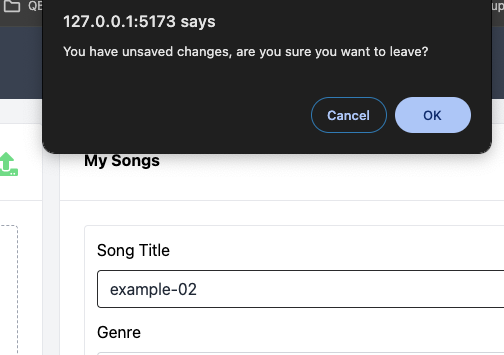 QE
up
127.0.0.1:5173 says
You have unsaved changes, are you sure you want to leave?
Cancel
OK
My Songs
Song Title
example-02
Genre